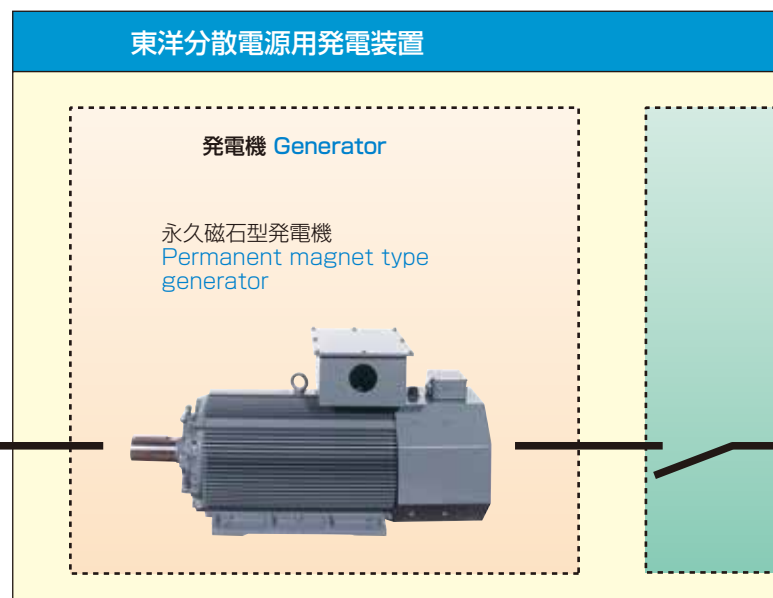 東洋分散電源用発電装置
発電機 Generator
永久磁石型発電機
Permanent magnet type
generator